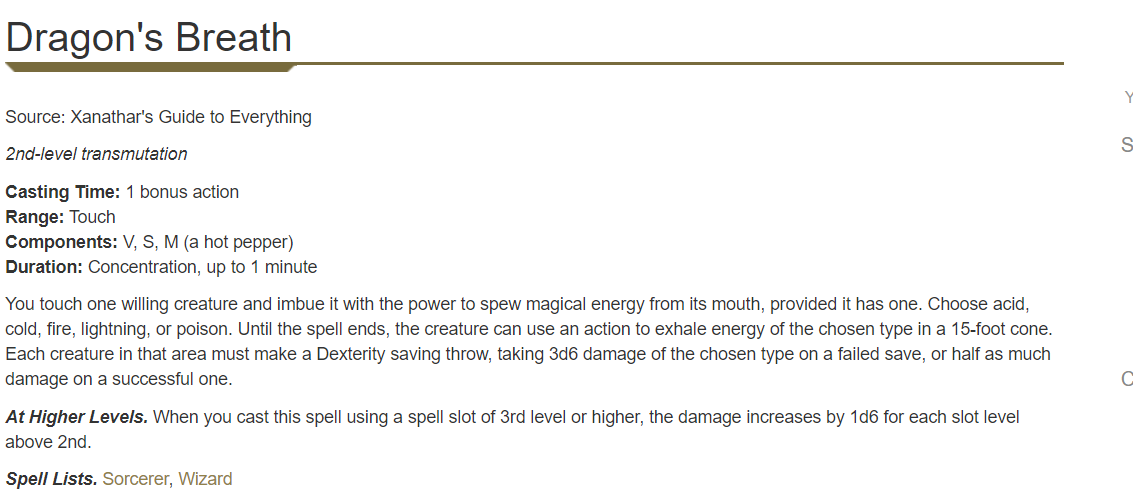 Dragon's Breath
Y
Source: Xanathar's Guide to Everything
S
2nd-level transmutation
Casting Time: 1 bonus action
Range: Touch
Components: V, S, M (a hot pepper)
Duration: Concentration, up to 1 minute
You touch one willing creature and imbue it with the power to spew magical energy from its mouth, provided it has one. Choose acid,
cold, fire, lightning, or poison. Until the spell ends, the creature can use an action to exhale energy of the chosen type in a 15-foot cone.
Each creature in that area must make a Dexterity saving throw, taking 3d6 damage of the chosen type on a failed save, or half as much
damage on a successful one.
C
At Higher Levels. When you cast this spell using a spell slot of 3rd level or higher, the damage increases by 1d6 for each slot level
above 2nd.
Spell Lists. Sorcerer, Wizard